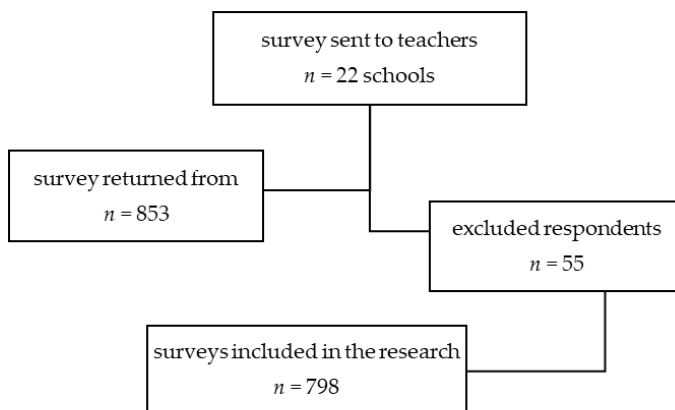 survey sent to teachers
n = 22 schools
survey returned from
n = 853
excluded respondents
n = 55
surveys included in the research
n = 798